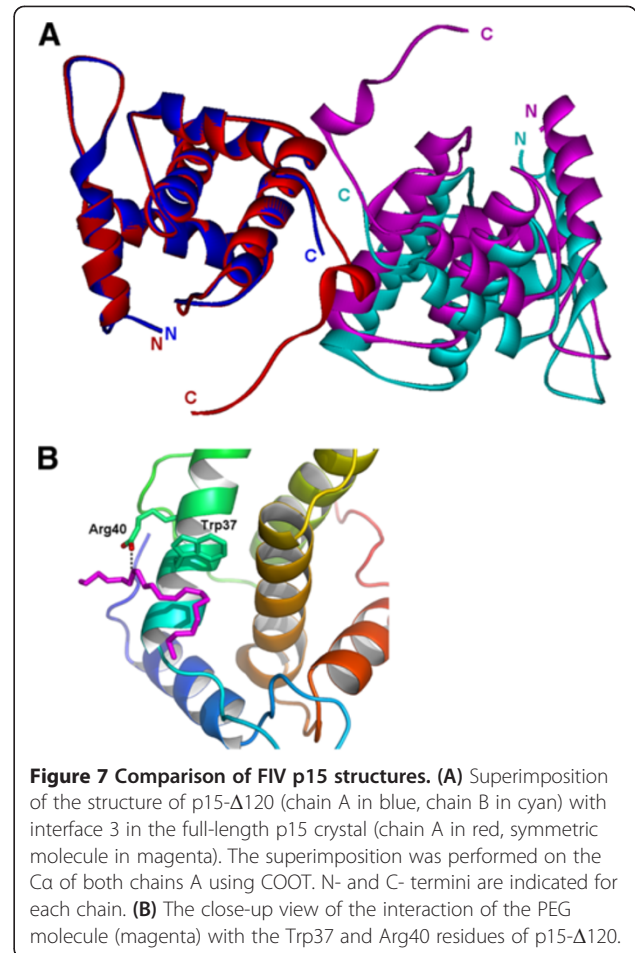 A
C
N
N
C
C
N
N
C
B
Arg40
Trp37
Figure 7 Comparison of FIV p15 structures. (A) Superimposition
of the structure of p15-Δ120 (chain A in blue, chain B in cyan) with
interface 3 in the full-length p15 crystal (chain A in red, symmetric
molecule in magenta). The superimposition was performed on the
Cα of both chains A using COOT. N- and C- termini are indicated for
each chain. (B) The close-up view of the interaction of the PEG
molecule (magenta) with the Trp37 and Arg40 residues of p15-Δ120.